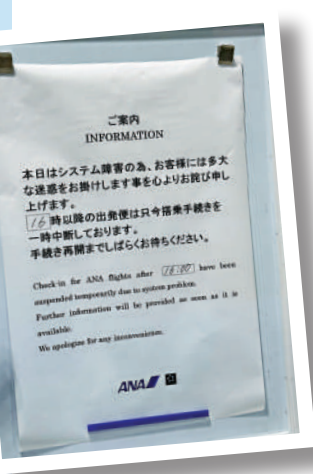 ご案内
INFORMATION
本日はシステム障害の為、お客様には多大
な迷惑をお掛けします事を心よりお詫び申し
上げます。
16時以降の出発便は只今搭乗手続きを
一時中断しております。
手続き再開までしばらくお待ちください。
Check-in for ANA flights after 16:00 have been
suspended temporarily due to system problem.
Further information will be provided as soon as it is
available.
We apologize for any inconvenience.
ANA